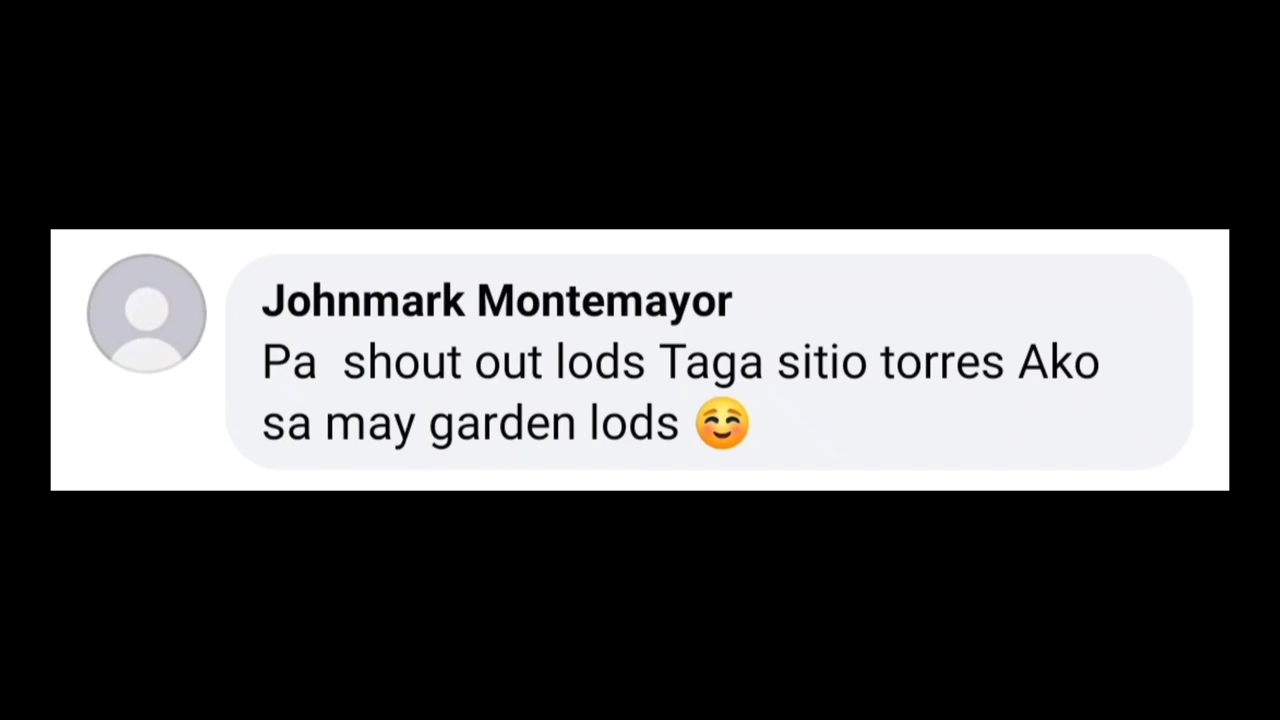 Johnmark Montemayor
Pa  shout out lods Taga sitio torres Ako
sa may garden lods ☺️